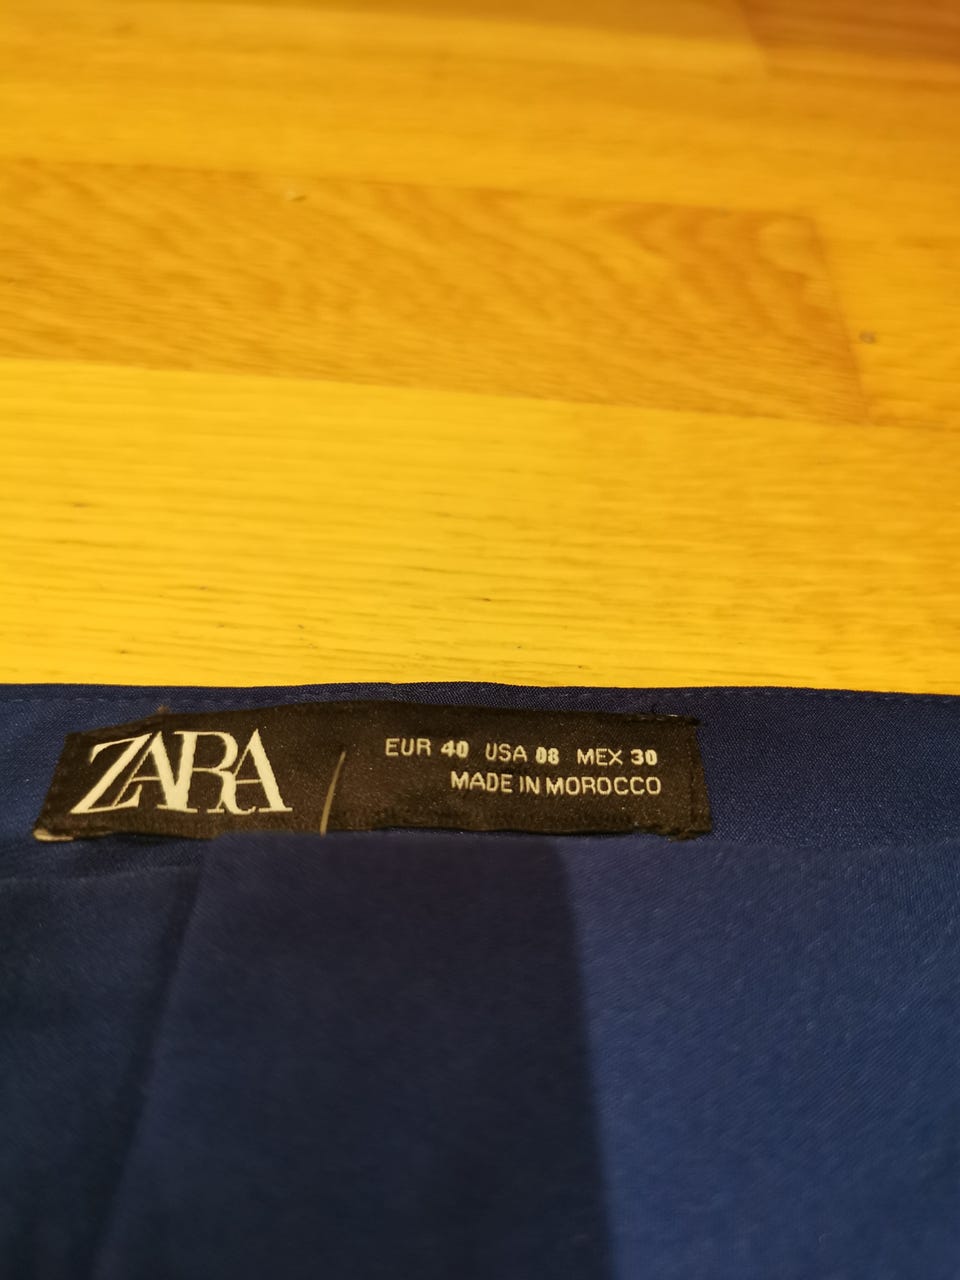 ZARA
EUR 40 USA 08 MEX 30
MADE IN MOROCCO